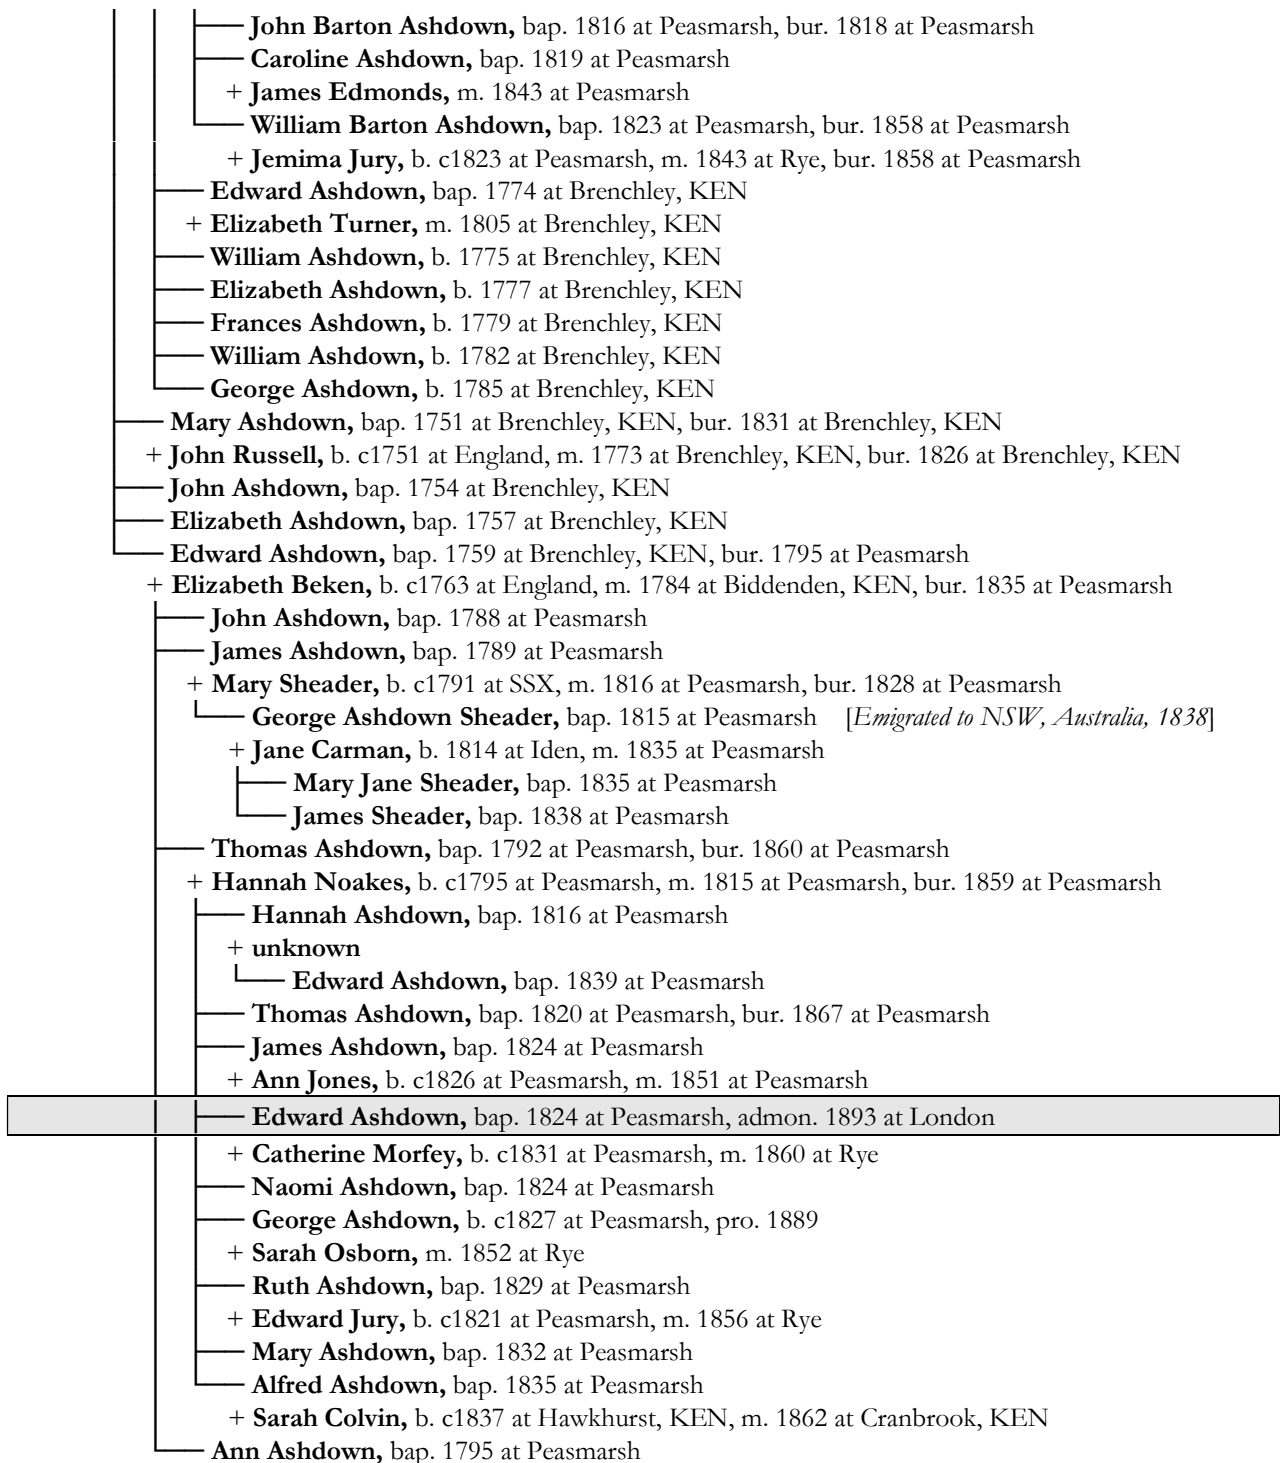 John Barton Ashdown, bap. 1816 at Peasmarsh, bur. 1818 at Peasmarsh
Caroline Ashdown, bap. 1819 at Peasmarsh
+ James Edmonds, m. 1843 at Peasmarsh
William Barton Ashdown, bap. 1823 at Peasmarsh, bur. 1858 at Peasmarsh
+ Jemima Jury, b. c1823 at Peasmarsh, m. 1843 at Rye, bur. 1858 at Peasmarsh
Edward Ashdown, bap. 1774 at Brenchley, KEN
+ Elizabeth Turner, m. 1805 at Brenchley, KEN
William Ashdown, b. 1775 at Brenchley, KEN
Elizabeth Ashdown, b. 1777 at Brenchley, KEN
Frances Ashdown, b. 1779 at Brenchley, KEN
William Ashdown, b. 1782 at Brenchley, KEN
George Ashdown, b. 1785 at Brenchley, KEN
Mary Ashdown, bap. 1751 at Brenchley, KEN, bur. 1831 at Brenchley, KEN
+ John Russell, b. c1751 at England, m. 1773 at Brenchley, KEN, bur. 1826 at Brenchley, KEN
John Ashdown, bap. 1754 at Brenchley, KEN
Elizabeth Ashdown, bap. 1757 at Brenchley, KEN
Edward Ashdown, bap. 1759 at Brenchley, KEN, bur. 1795 at Peasmarsh
+ Elizabeth Beken, b. c1763 at England, m. 1784 at Biddenden, KEN, bur. 1835 at Peasmarsh
John Ashdown, bap. 1788 at Peasmarsh
James Ashdown, bap. 1789 at Peasmarsh
+ Mary Sheader, b. c1791 at SSX, m. 1816 at Peasmarsh, bur. 1828 at Peasmarsh
George Ashdown Sheader, bap. 1815 at Peasmarsh [Emigrated to NSW, Australia, 1838]
+ Jane Carman, b. 1814 at Iden, m. 1835 at Peasmarsh
Mary Jane Sheader, bap. 1835 at Peasmarsh
James Sheader, bap. 1838 at Peasmarsh
Thomas Ashdown, bap. 1792 at Peasmarsh, bur. 1860 at Peasmarsh
+ Hannah Noakes, b. c1795 at Peasmarsh, m. 1815 at Peasmarsh, bur. 1859 at Peasmarsh
Hannah Ashdown, bap. 1816 at Peasmarsh
+ unknown
Edward Ashdown, bap. 1839 at Peasmarsh
Thomas Ashdown, bap. 1820 at Peasmarsh, bur. 1867 at Peasmarsh
James Ashdown, bap. 1824 at Peasmarsh
+ Ann Jones, b. c1826 at Peasmarsh, m. 1851 at Peasmarsh
Edward Ashdown, bap. 1824 at Peasmarsh, admon. 1893 at London
+ Catherine Morfey, b. c1831 at Peasmarsh, m. 1860 at Rye
Naomi Ashdown, bap. 1824 at Peasmarsh
George Ashdown, b. c1827 at Peasmarsh, pro. 1889
+ Sarah Osborn, m. 1852 at Rye
Ruth Ashdown, bap. 1829 at Peasmarsh
+ Edward Jury, b. c1821 at Peasmarsh, m. 1856 at Rye
Mary Ashdown, bap. 1832 at Peasmarsh
Alfred Ashdown, bap. 1835 at Peasmarsh
+ Sarah Colvin, b. c1837 at Hawkhurst, KEN, m. 1862 at Cranbrook, KEN
Ann Ashdown, bap. 1795 at Peasmarsh